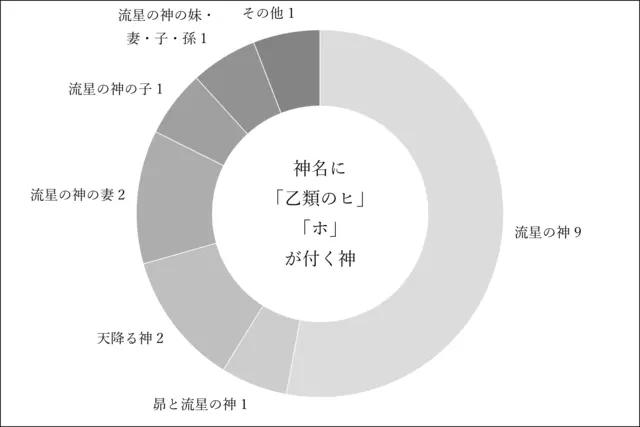 神名に
「乙類のヒ」
「ホ」
が付く神
流星の神 9
昴と流星の神 1
天降る神 2
流星の神の妻 2
流星の神の子 1
流星の神の妹・
妻・子・孫 1
その他 1